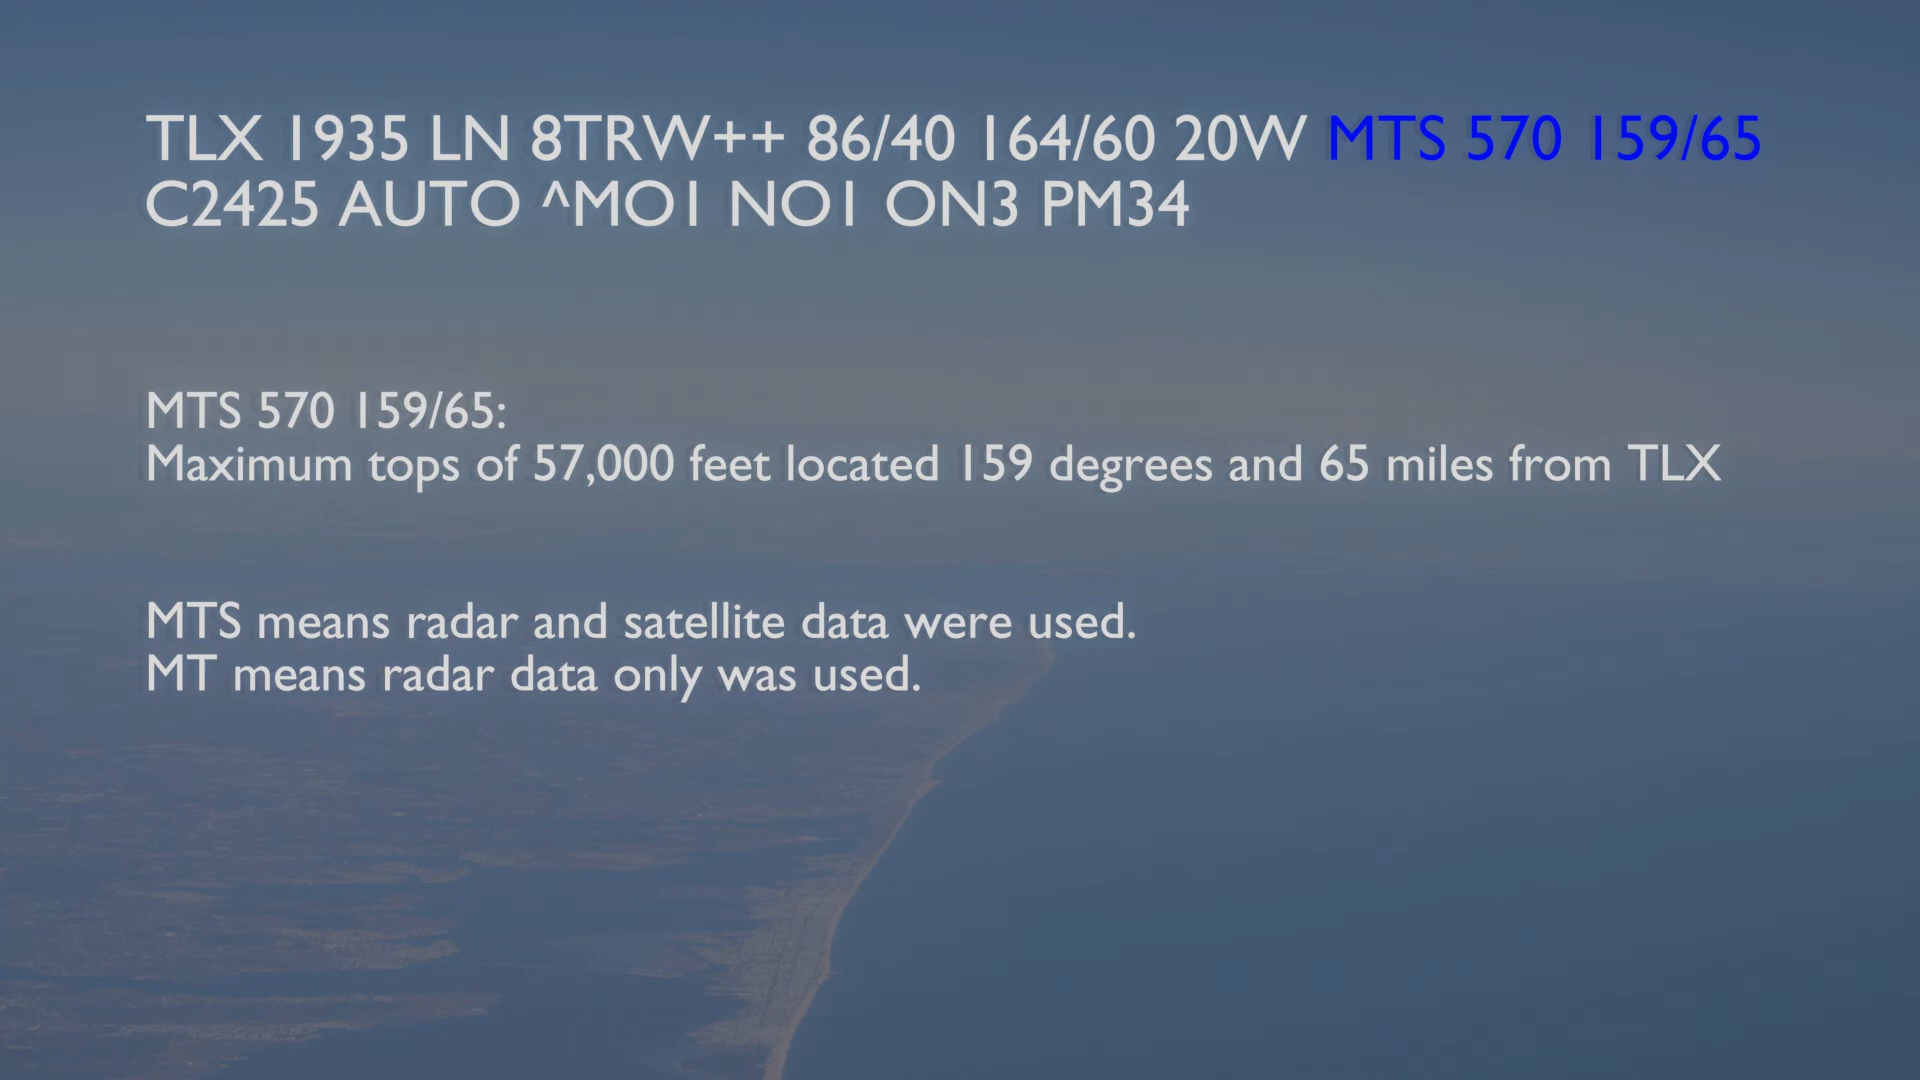 TLX 1935 LN 8TRW++ 86/40 164/60 20W MTS 570 159/65
C2425 AUTO ^MO1 NO1 ON3 PM34
MTS 570 159/65:
Maximum tops of 57,000 feet located 159 degrees and 65 miles from TLX
MTS means radar and satellite data were used.
MT means radar data only was used.